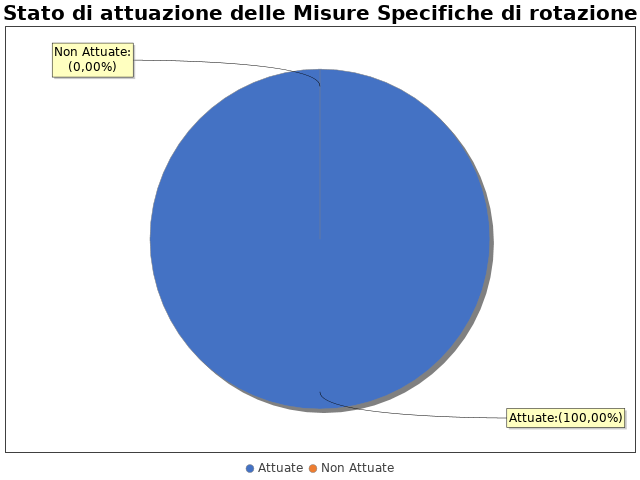 Stato di attuazione delle Misure Specifiche di rotazione
Non Attuate:
(0,00%)
Attuate:(100,00%)
Attuate Non Attuate